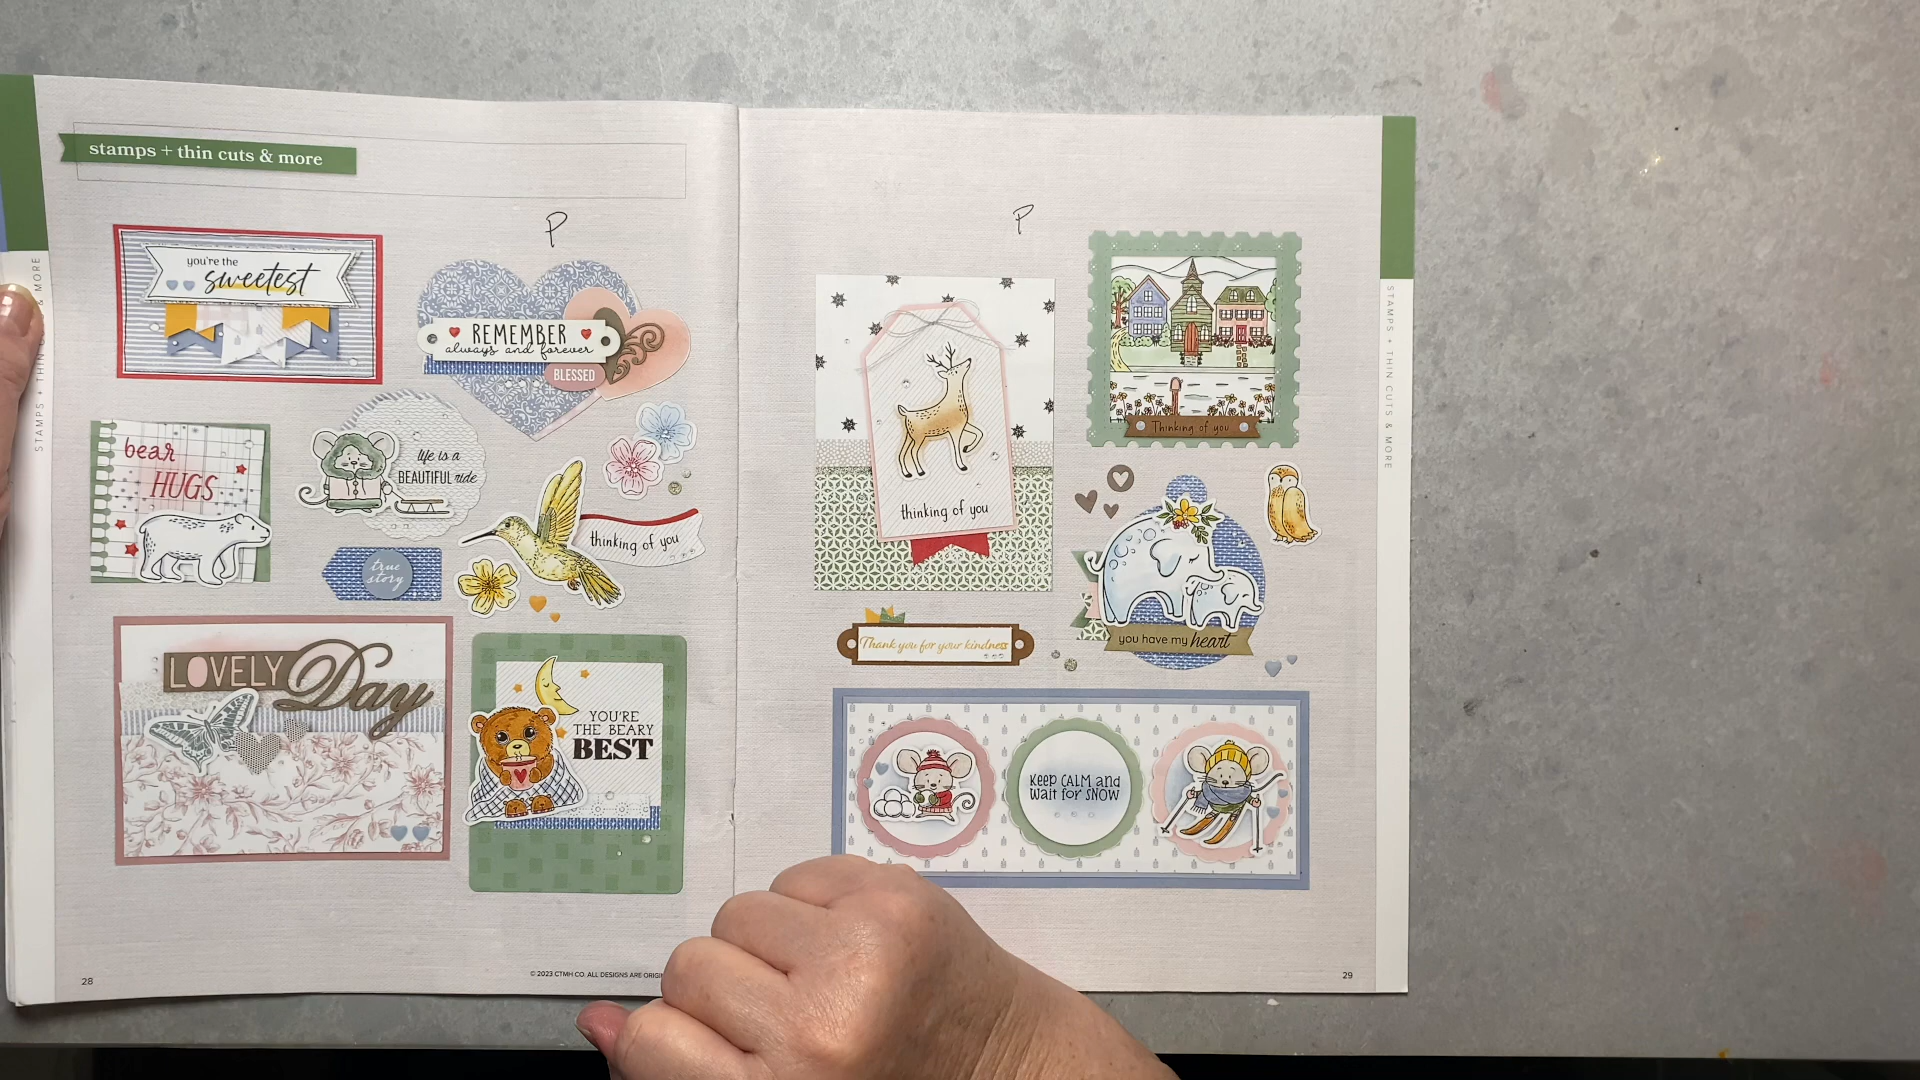 stamps + thin cuts & more
P
you're the
sweetest
REMEMBER
always and forever
BLESSED
bear
HUGS
life is a
BEAUTIFUL ride
thinking of you
true
story
LOVELY Day
YOU'RE
THE BEARY
BEST
28
© 2023 CTMH CO. ALL DESIGNS ARE
STAMPS + THIN
& MORE
P
thinking of you
Thinking of you
you have my heart
Thank you for your kindness
KEEP CALM and
wait for SNOW
29
STAMPS + THIN CUTS & MORE